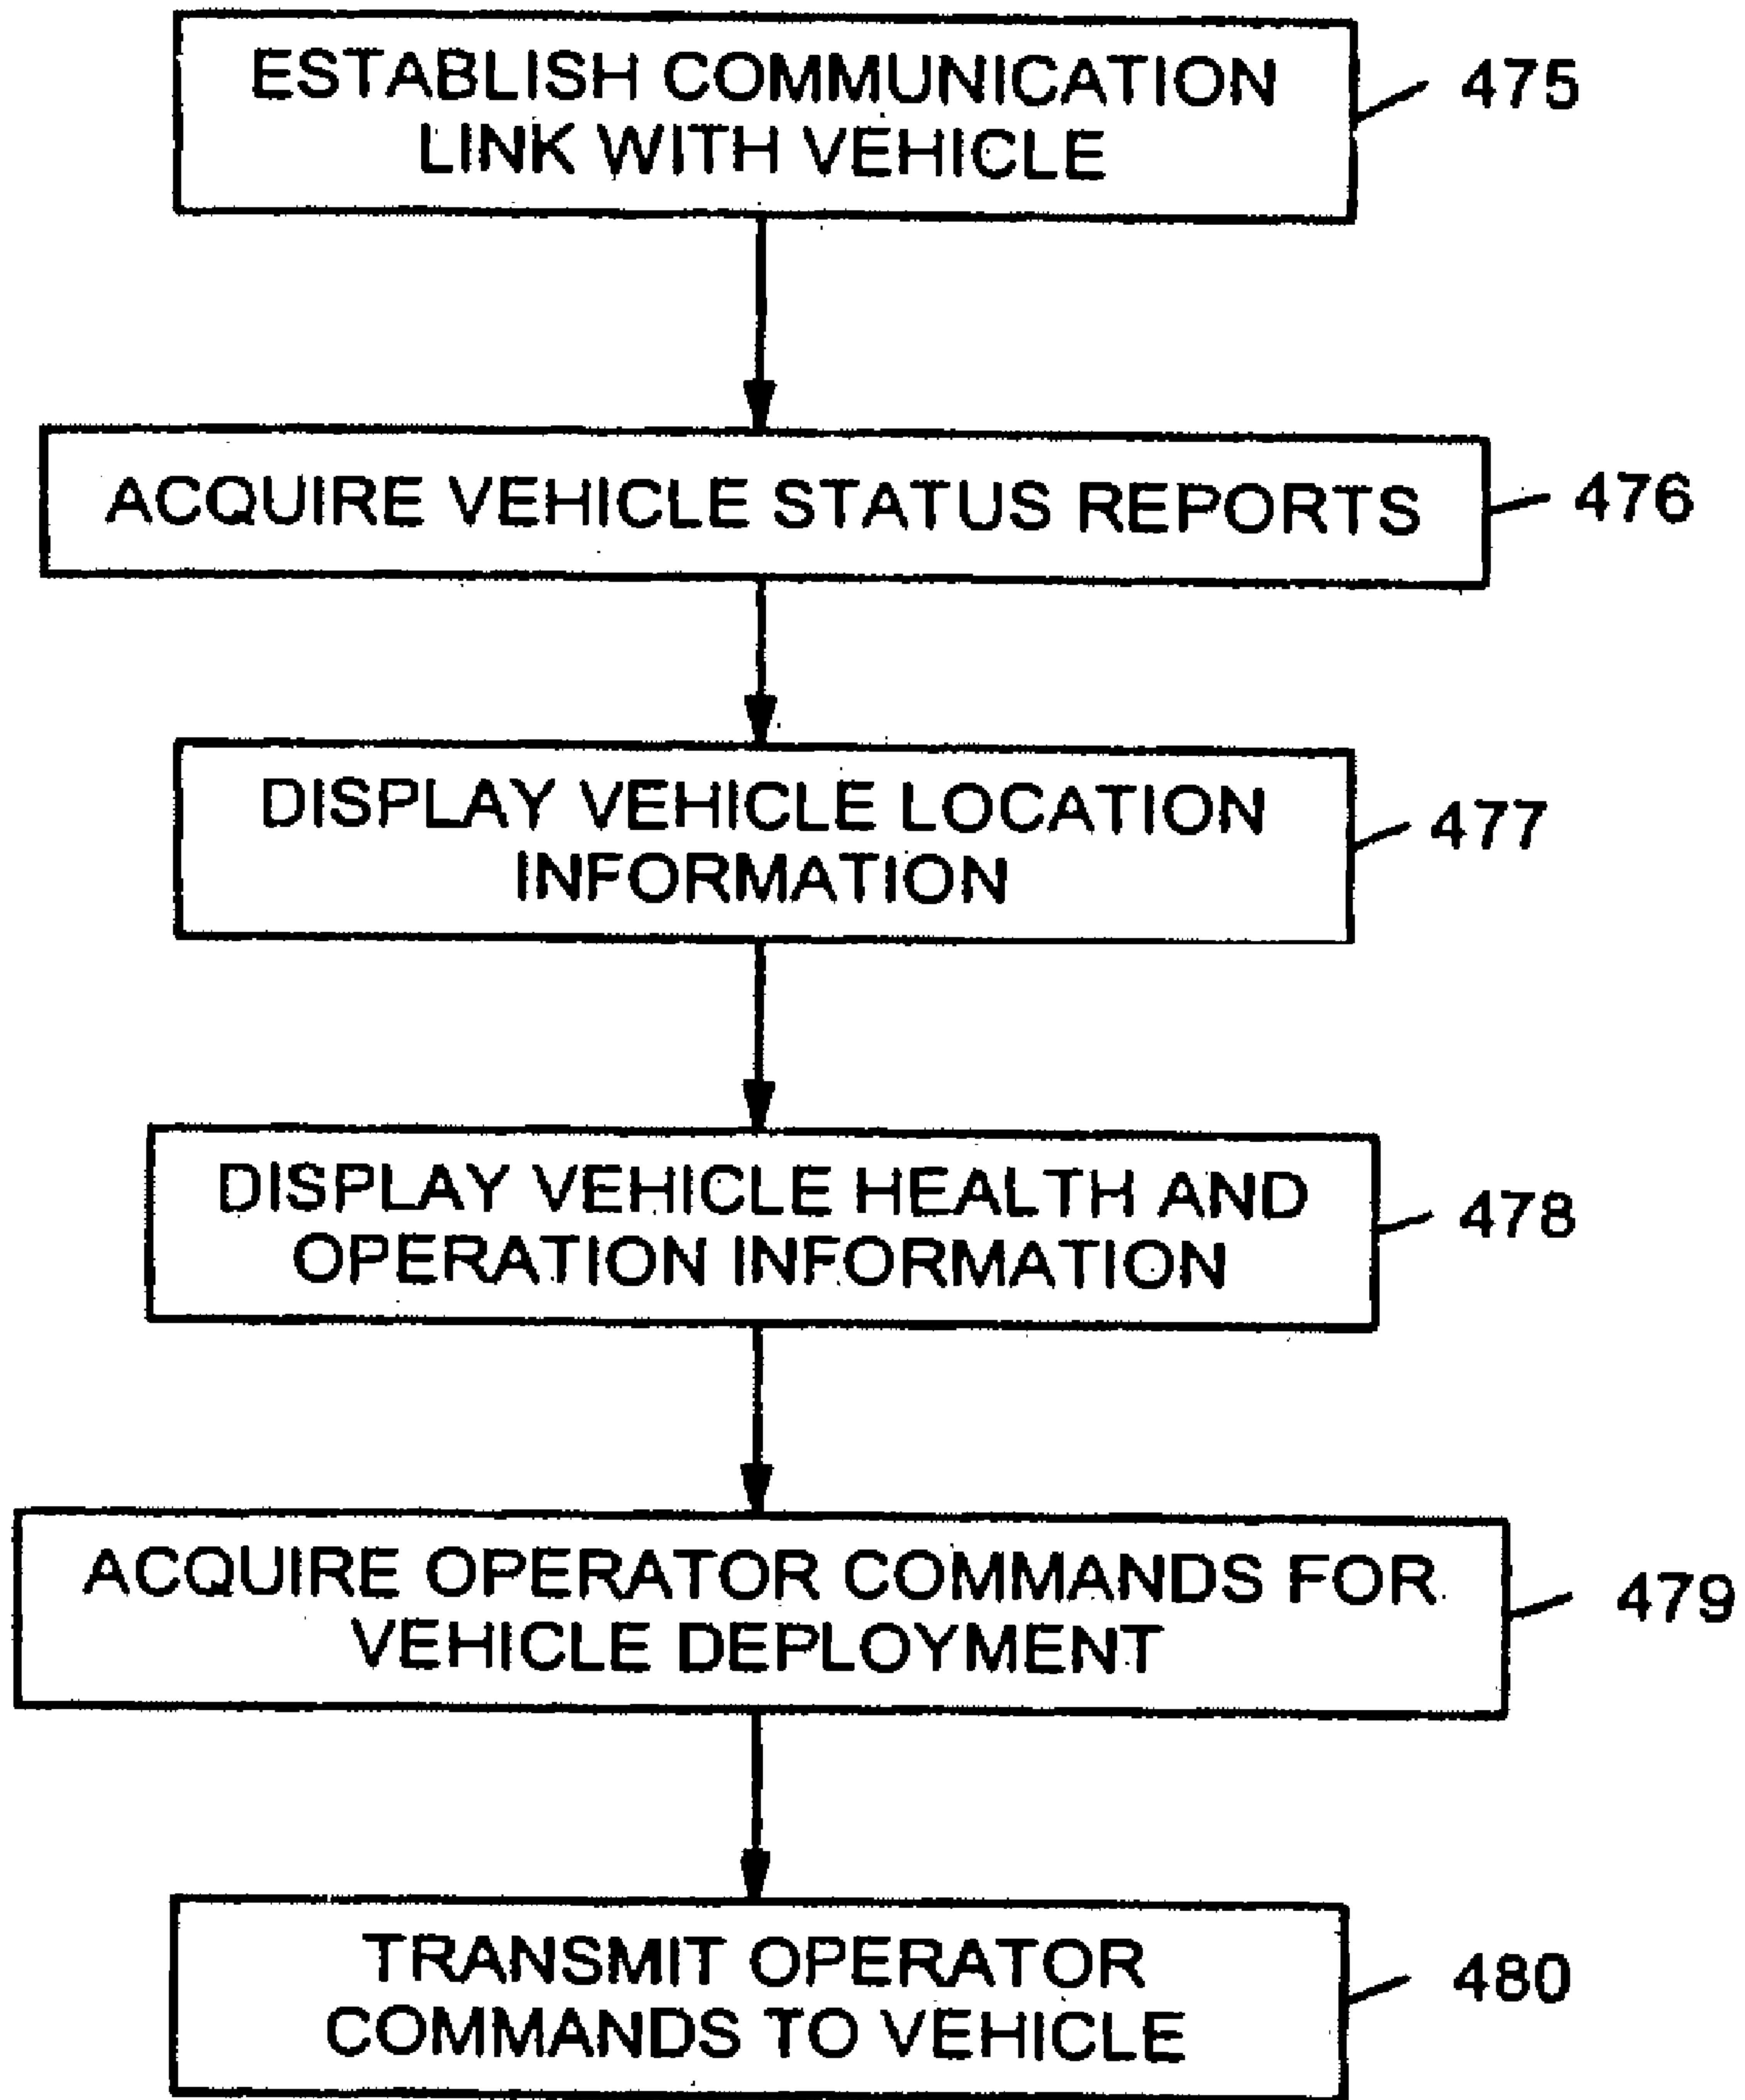 ESTABLISH COMMUNICATION
LINK WITH VEHICLE
475
ACQUIRE VEHICLE STATUS REPORTS
476
DISPLAY VEHICLE LOCATION
INFORMATION
477
DISPLAY VEHICLE HEALTH AND
OPERATION INFORMATION
478
ACQUIRE OPERATOR COMMANDS FOR
VEHICLE DEPLOYMENT
479
TRANSMIT OPERATOR
COMMANDS TO VEHICLE
480